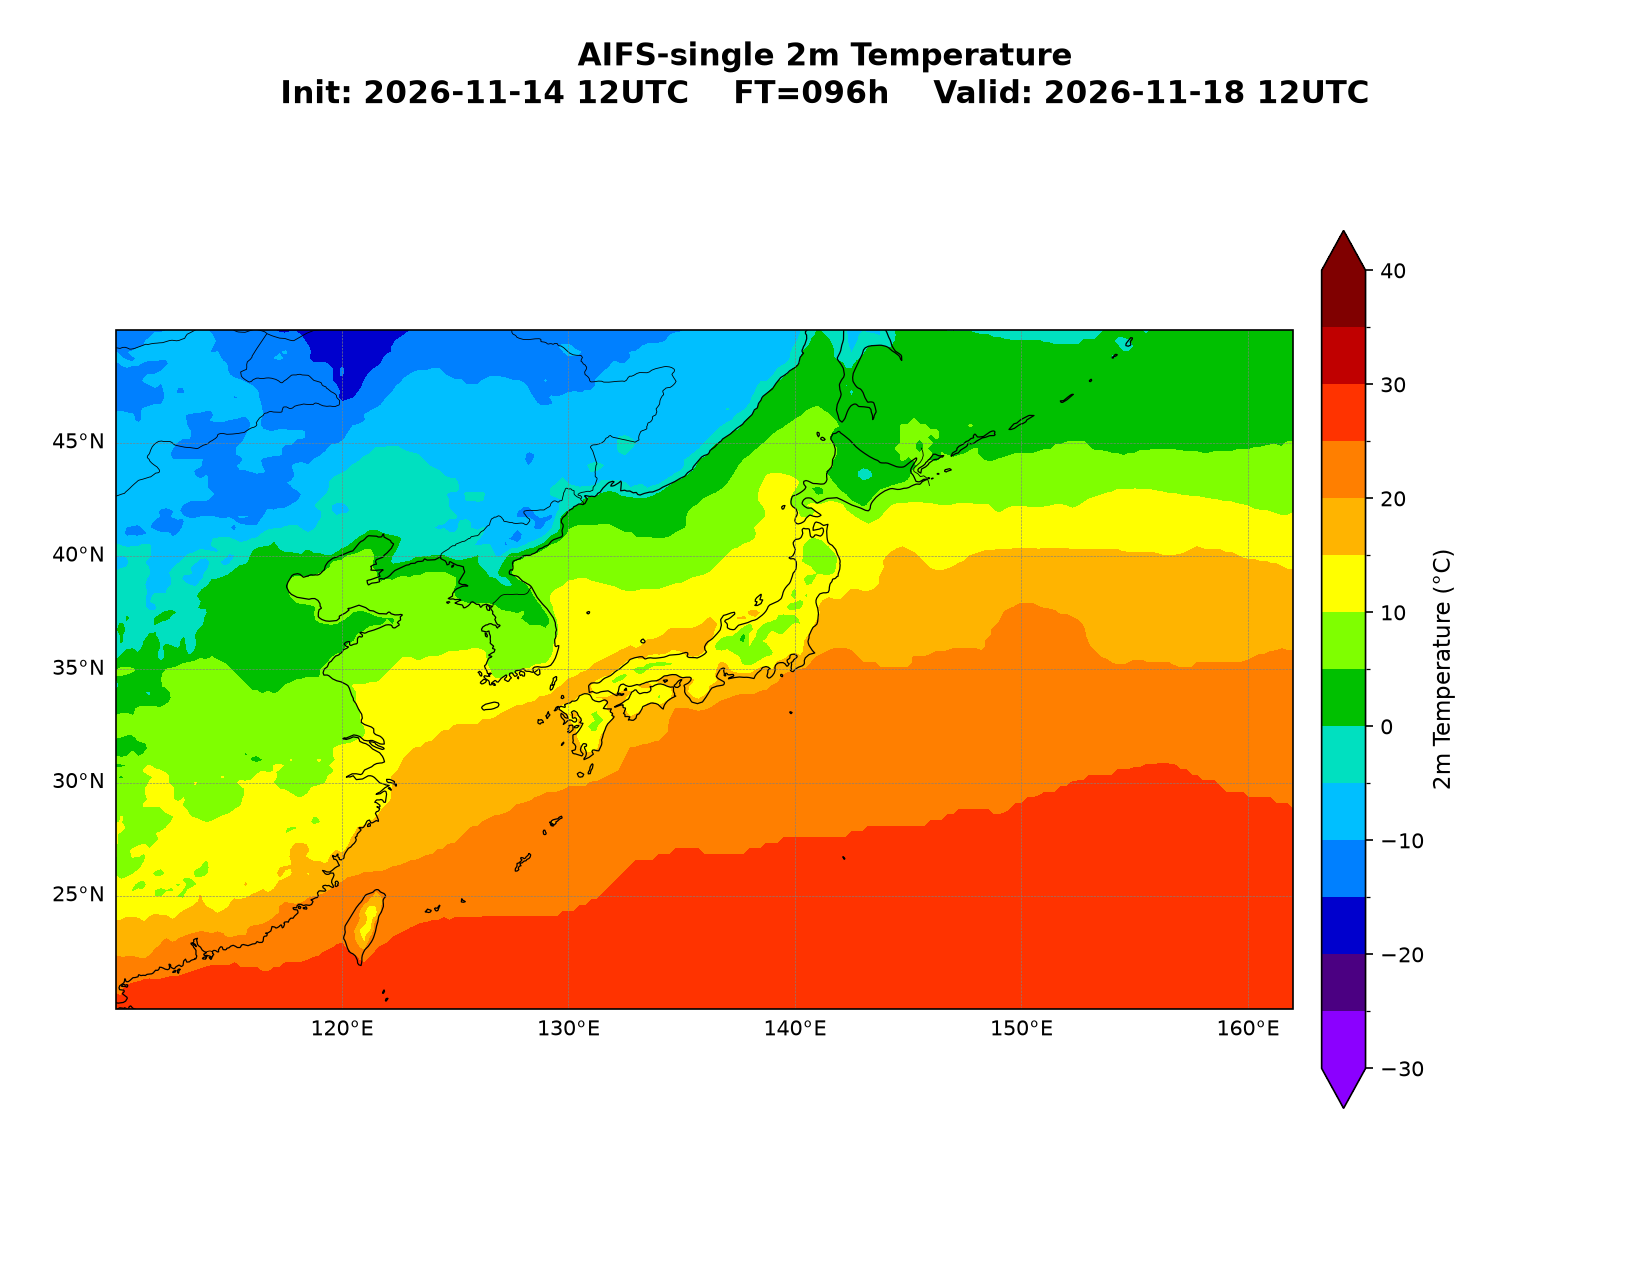 AIFS-single 2m Temperature
Init: 2026-11-14 12UTC    FT=096h    Valid: 2026-11-18 12UTC
45°N
40°N
35°N
30°N
25°N
120°E
130°E
140°E
150°E
160°E
40
30
20
10
0
−10
−20
−30
2m Temperature (°C)